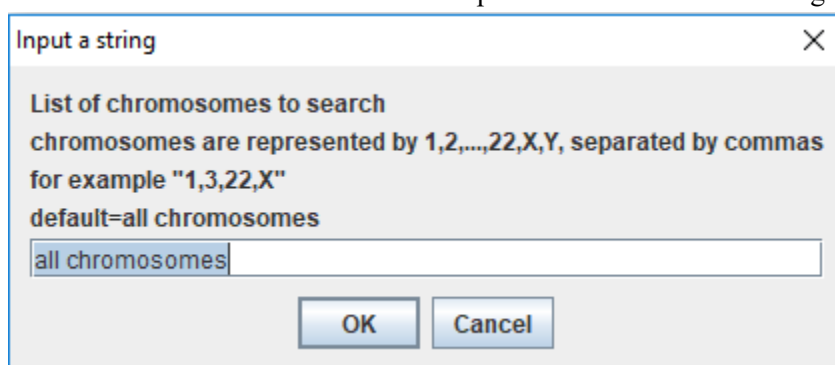 Input a string
List of chromosomes to search
chromosomes are represented by 1,2,...,22,X,Y, separated by commas
for example "1,3,22,X"
default=all chromosomes
all chromosomes
OK Cancel